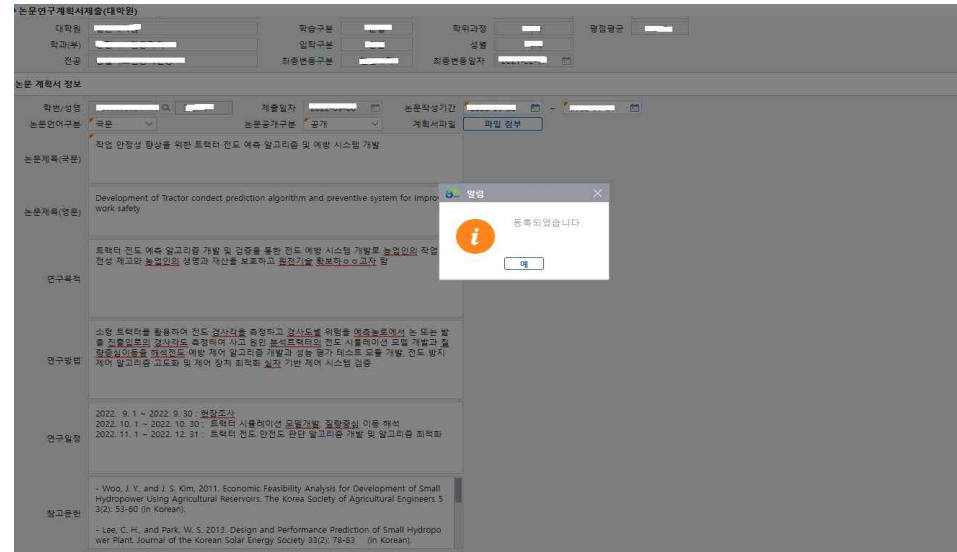 논문연구계획서제출(대학원)
대학원 학습구분 학위과정 평점평균
학과(부) 입학구분 성별
전공 최종변동구분 최종변동일자
논문 계획서 정보
학번/성명 제출일자 논문작성기간 ~
논문언어구분 국문 논문공개구분 공개 계획서파일 파일 첨부
논문제목(국문) 작업 안정성 향상을 위한 트랙터 전도 예측 알고리즘 및 예방 시스템 개발
논문제목(영문) Development of Tractor condect prediction algorithm and preventive system for impro
work safety
알림
등록되었습니다.
예
연구목적 트랙터 전도 예측 알고리즘 개발 및 검증을 통한 전도 예방 시스템 개발로 농업인의 작업
전성 제고와 농업인의 생명과 재산을 보호하고 원천기술 확보하ㅇㅇ고자 함
연구방법 소형 트랙터를 활용하여 전도 경사각을 측정하고 경사도별 위험을 예측농로에서 논 또는 밭
을 진출입로의 경사각도 측정하여 사고 원인 분석트랙터의 전도 시뮬레이션 모델 개발과 질
량중심이동을 해석전도 예방 제어 알고리즘 개발과 성능 평가 테스트 모듈 개발, 전도 방지
제어 알고리즘 고도화 및 제어 장치 최적화 실차 기반 제어 시스템 검증
연구일정 2022. 9. 1 ~ 2022. 9. 30 : 현장조사
2022. 10. 1 ~ 2022. 10. 30 : 트랙터 시뮬레이션 모델개발, 질량중심 이동 해석
2022. 11. 1 ~ 2022. 12. 31 : 트랙터 전도 안전도 판단 알고리즘 개발 및 알고리즘 최적화
참고문헌 - Woo, J. Y., and J. S. Kim, 2011. Economic Feasibility Analysis for Development of Small
Hydropower Using Agricultural Reservoirs. The Korea Society of Agricultural Engineers 5
3(2): 53-60 (in Korean).
- Lee, C. H., and Park, W. S. 2013. Design and Performance Prediction of Small Hydropo
wer Plant. Journal of the Korean Solar Energy Society 33(2): 78-83 (in Korean).